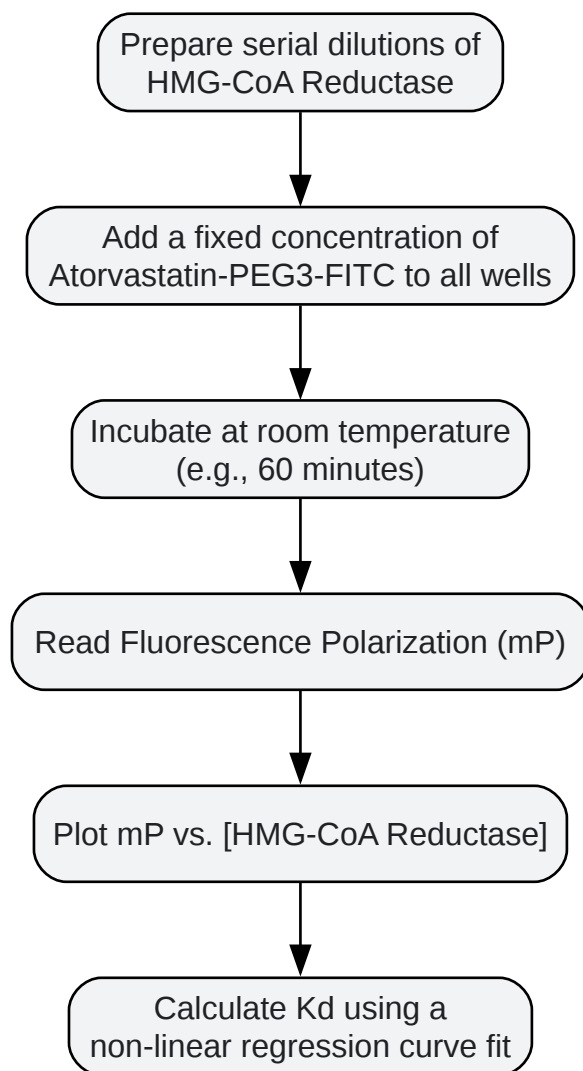 Prepare serial dilutions of
HMG-CoA Reductase
Add a fixed concentration of
Atorvastatin-PEG3-FITC to all wells
Incubate at room temperature
(e.g., 60 minutes)
Read Fluorescence Polarization (mP)
Plot mP vs. [HMG-CoA Reductase]
Calculate Kd using a
non-linear regression curve fit